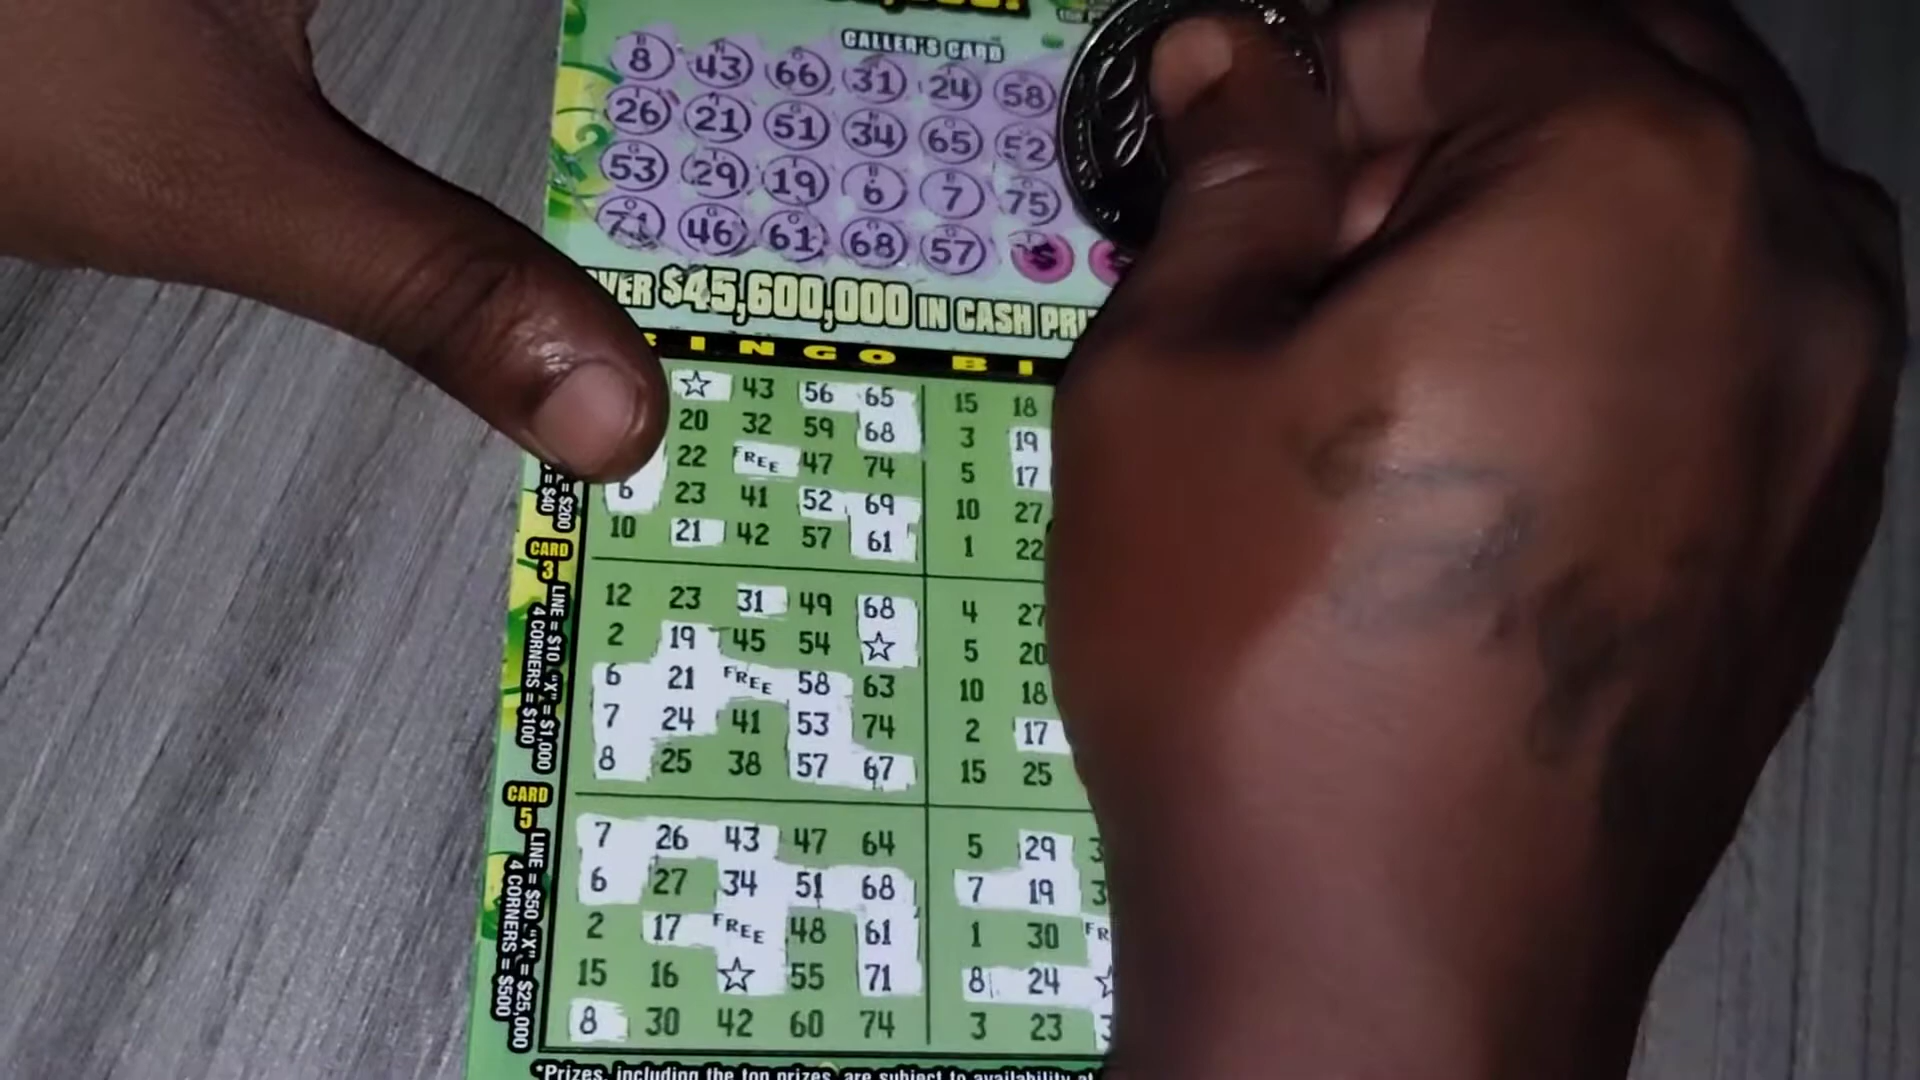 CALLER'S CARD
8 43 66 31 24 58
26 21 51 34 65 52
53 29 19 6 7 75
71 46 61 68 57 $ $
$45,600,000 IN CASH
I N G O B I
☆ 43 56 65 15 18
20 32 59 68 3 19
22 FREE 47 74 5 17
6 23 41 52 69 10 27
10 21 42 57 61 1 22
12 23 31 49 68 4 27
2 19 45 54 ☆ 5 20
6 21 FREE 58 63 10 18
7 24 41 53 74 2 17
8 25 38 57 67 15 25
7 26 43 47 64 5 29
6 27 34 51 68 7 19
2 17 FREE 48 61 1 30
15 16 ☆ 55 71 8 24
8 30 42 60 74 3 23
= $200
= $40
CARD
3
LINE = $10 "X" = $1,000
4 CORNERS = $100
CARD
5
LINE = $50 "X" = $25,000
4 CORNERS = $500
*Prizes, including the top prizes, are subject to availability at